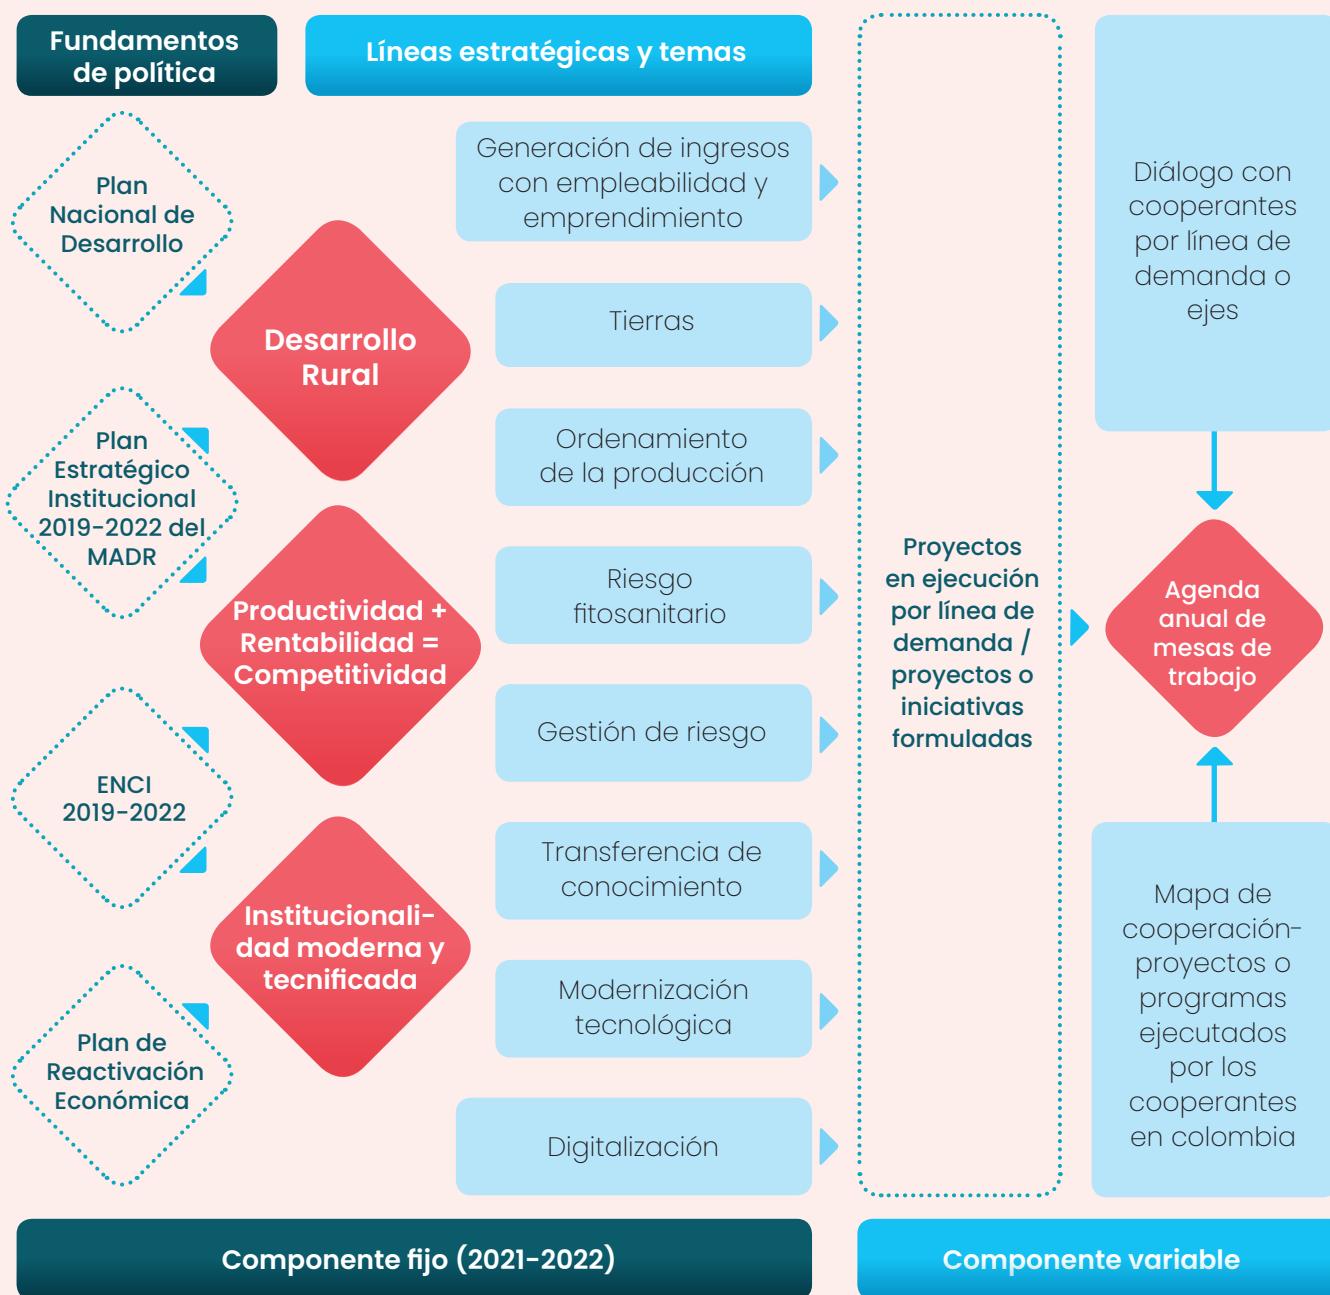 Fundamentos
de política
Líneas estratégicas y temas
Plan
Nacional de
Desarrollo
Plan
Estratégico
Institucional
2019-2022 del
MADR
ENCI
2019-2022
Plan de
Reactivación
Económica
Desarrollo
Rural
Productividad +
Rentabilidad =
Competitividad
Institucionali-
dad moderna y
tecnificada
Generación de ingresos
con empleabilidad y
emprendimiento
Tierras
Ordenamiento
de la producción
Riesgo
fitosanitario
Gestión de riesgo
Transferencia de
conocimiento
Modernización
tecnológica
Digitalización
Proyectos
en ejecución
por línea de
demanda /
proyectos o
iniciativas
formuladas
Diálogo con
cooperantes
por línea de
demanda o
ejes
Agenda
anual de
mesas de
trabajo
Mapa de
cooperación-
proyectos o
programas
ejecutados
por los
cooperantes
en colombia
Componente fijo (2021-2022)
Componente variable